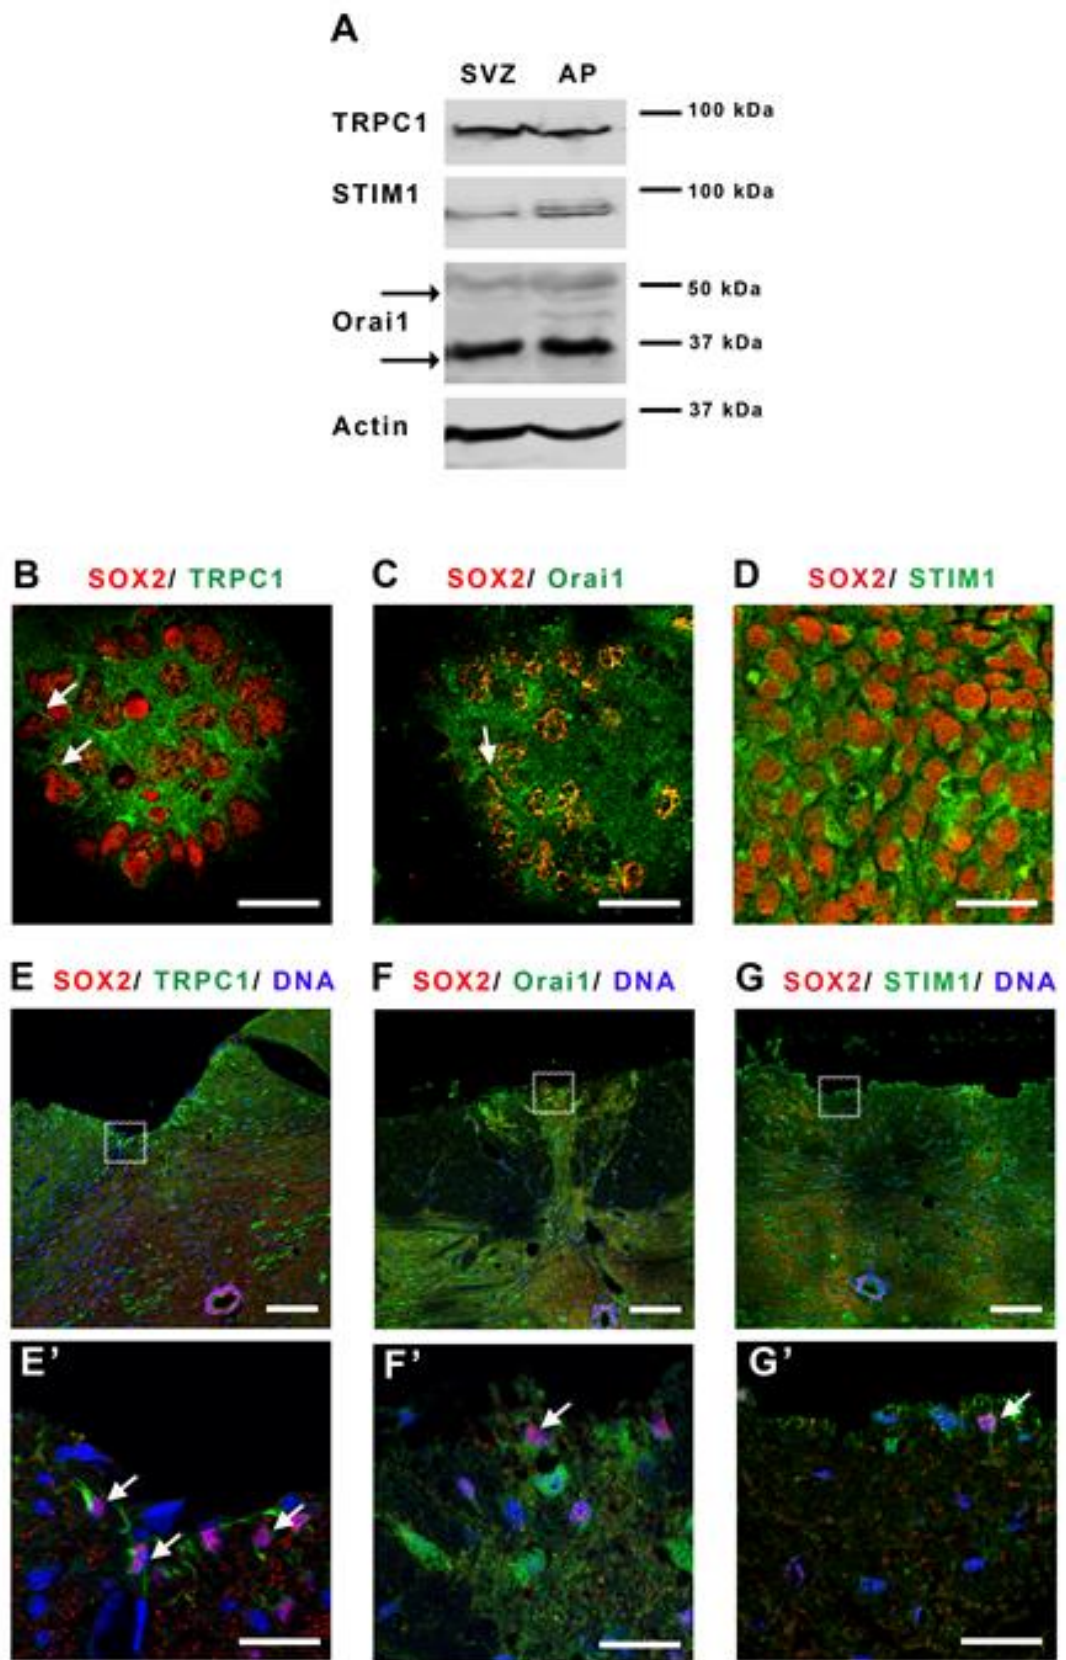 A
SVZ AP
TRPC1 100 kDa
STIM1 100 kDa
50 kDa
Orai1
37 kDa
37 kDa
Actin
B SOX2/ TRPC1 C SOX2/ Orai1 D SOX2/ STIM1
E SOX2/ TRPC1/ DNA F SOX2/ Orai1/ DNA G SOX2/ STIM1/ DNA
E’ F’ G’